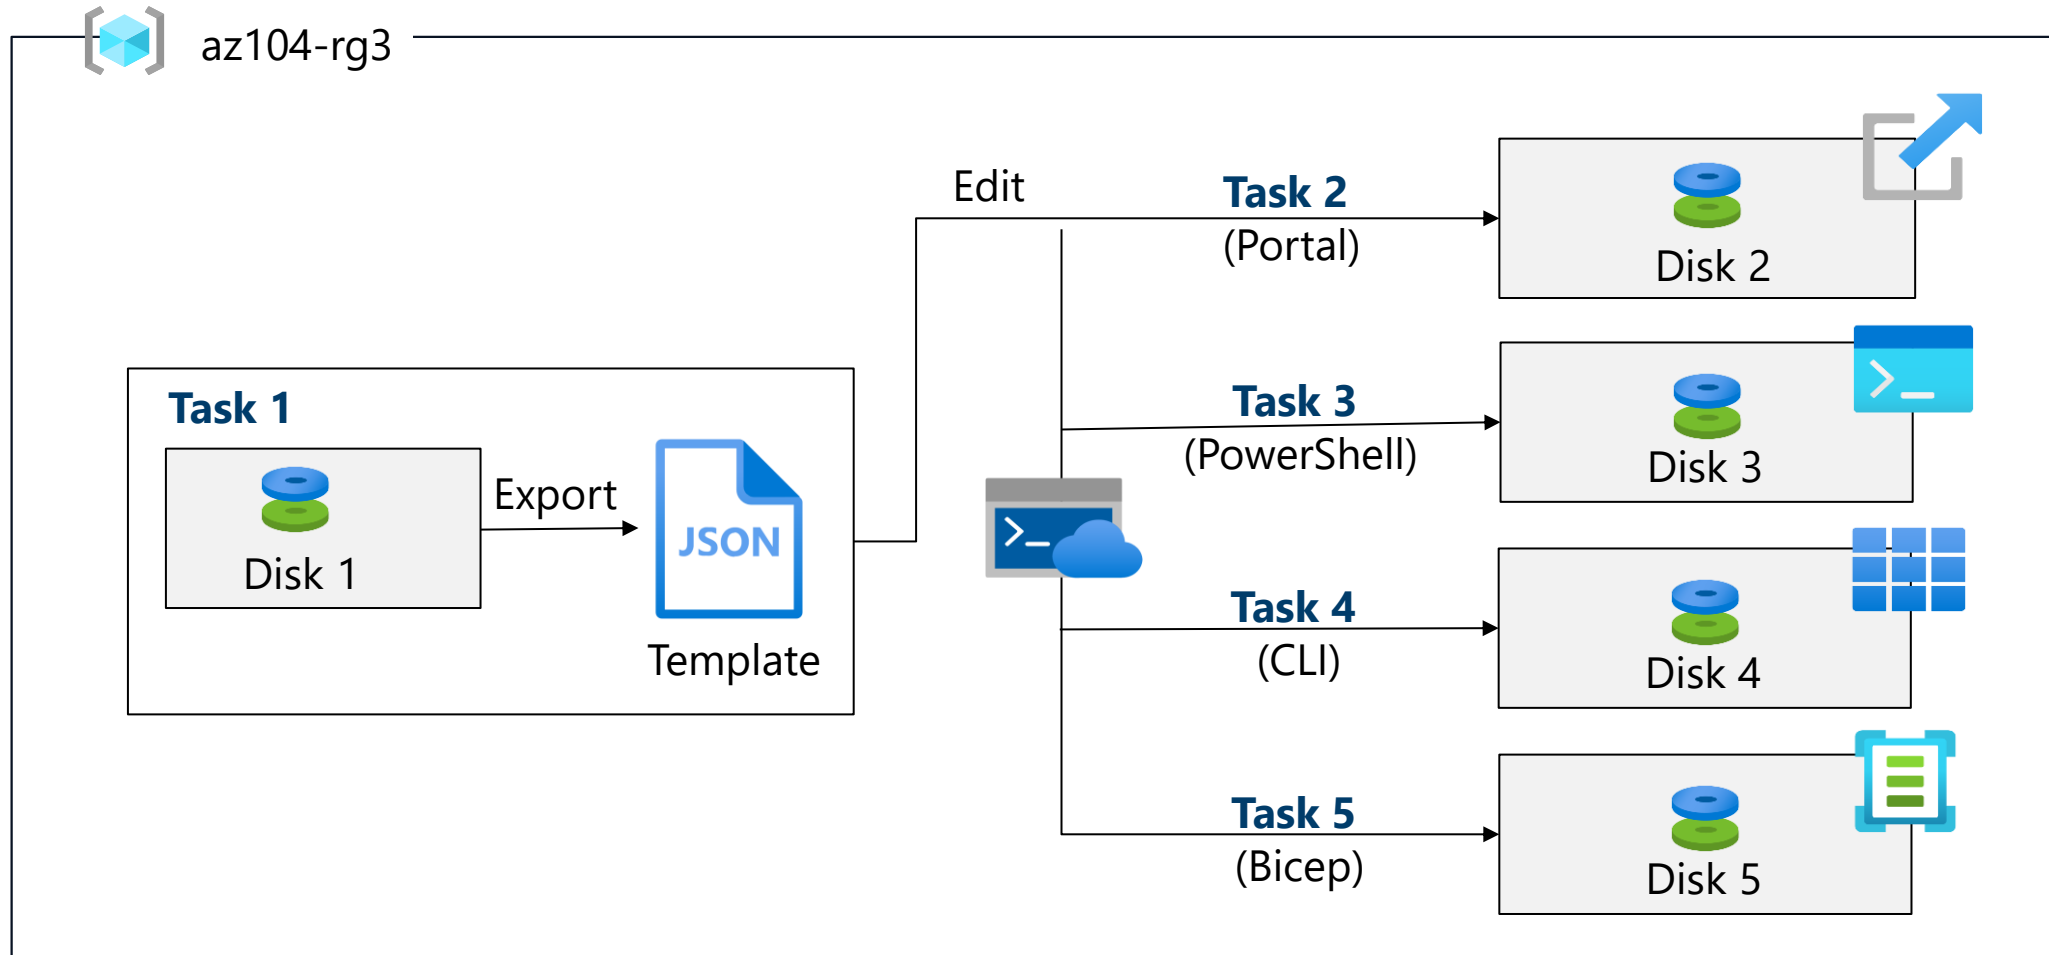 az104-rg3
Task 1
Disk 1
Export
JSON
Template
Edit
Task 2
(Portal)
Disk 2
Task 3
(PowerShell)
Disk 3
>_
>_
Task 4
(CLI)
Disk 4
Task 5
(Bicep)
Disk 5